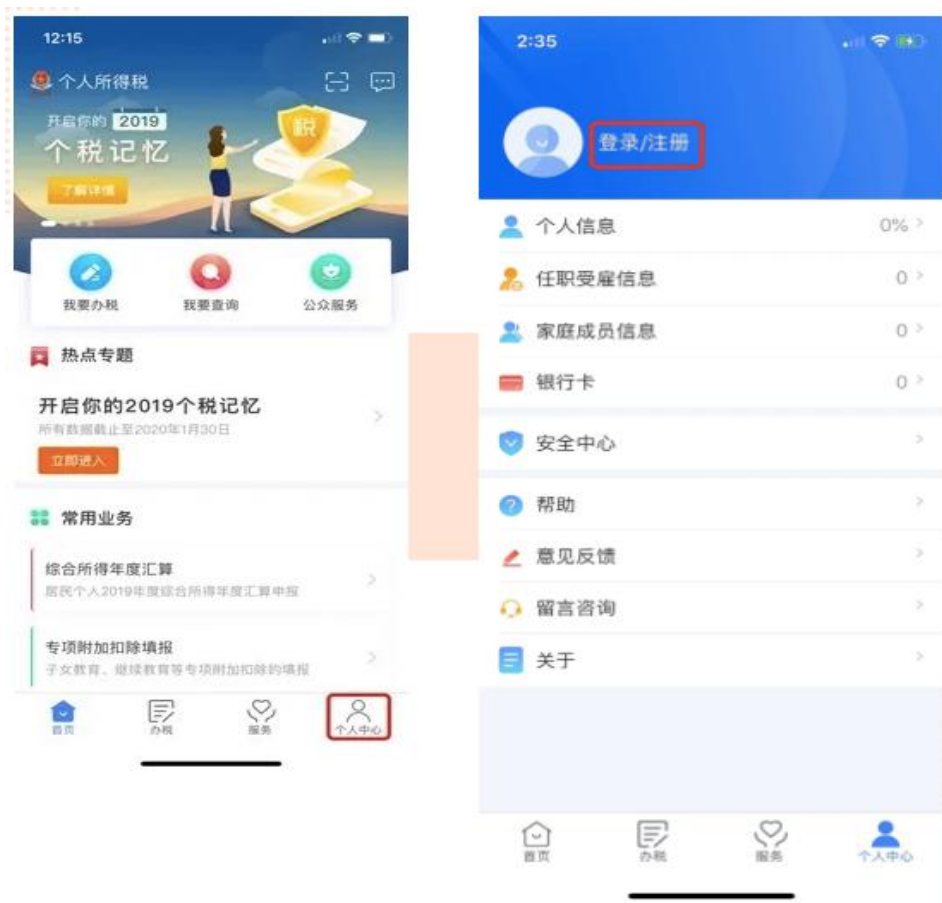 12:15
个人所得税
开启你的 2019
个税记忆
了解详情
我要办税 我要查询 公众服务
热点专题
开启你的2019个税记忆
所有数据截止至2020年1月30日
立即进入
常用业务
综合所得年度汇算
居民个人2019年度综合所得年度汇算申报
专项附加扣除填报
子女教育、继续教育等专项附加扣除的填报
首页 办税 服务 个人中心
2:35
登录/注册
个人信息 0%
任职受雇信息 0
家庭成员信息 0
银行卡 0
安全中心
帮助
意见反馈
留言咨询
关于
首页 办税 服务 个人中心
税